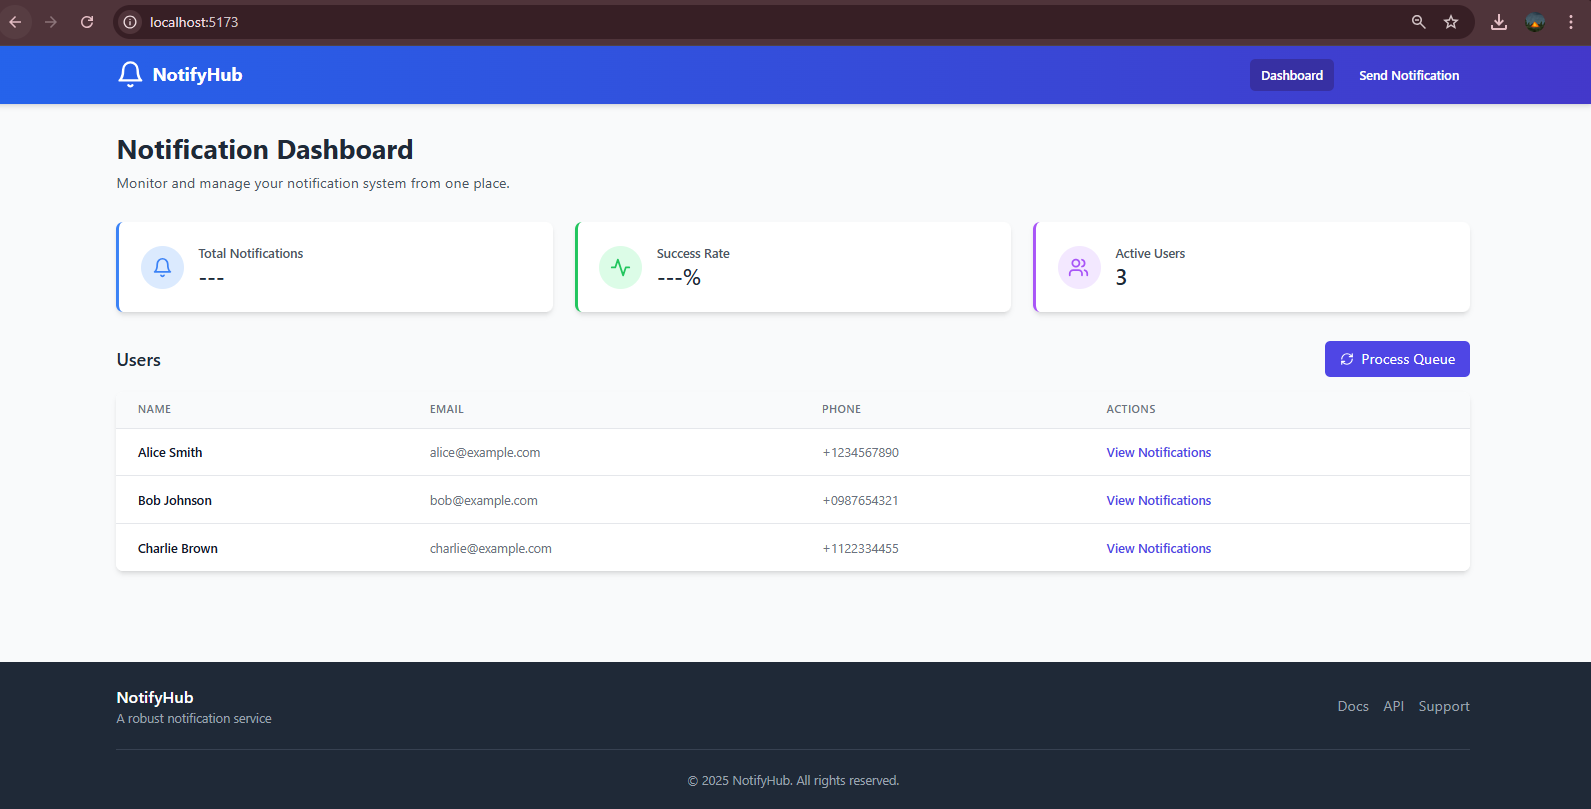 localhost:5173
NotifyHub
Dashboard Send Notification
Notification Dashboard
Monitor and manage your notification system from one place.
Total Notifications
---
Success Rate
---%
Active Users
3
Users
Process Queue
NAME EMAIL PHONE ACTIONS
Alice Smith alice@example.com +1234567890 View Notifications
Bob Johnson bob@example.com +0987654321 View Notifications
Charlie Brown charlie@example.com +1122334455 View Notifications
NotifyHub
A robust notification service
Docs API Support
© 2025 NotifyHub. All rights reserved.